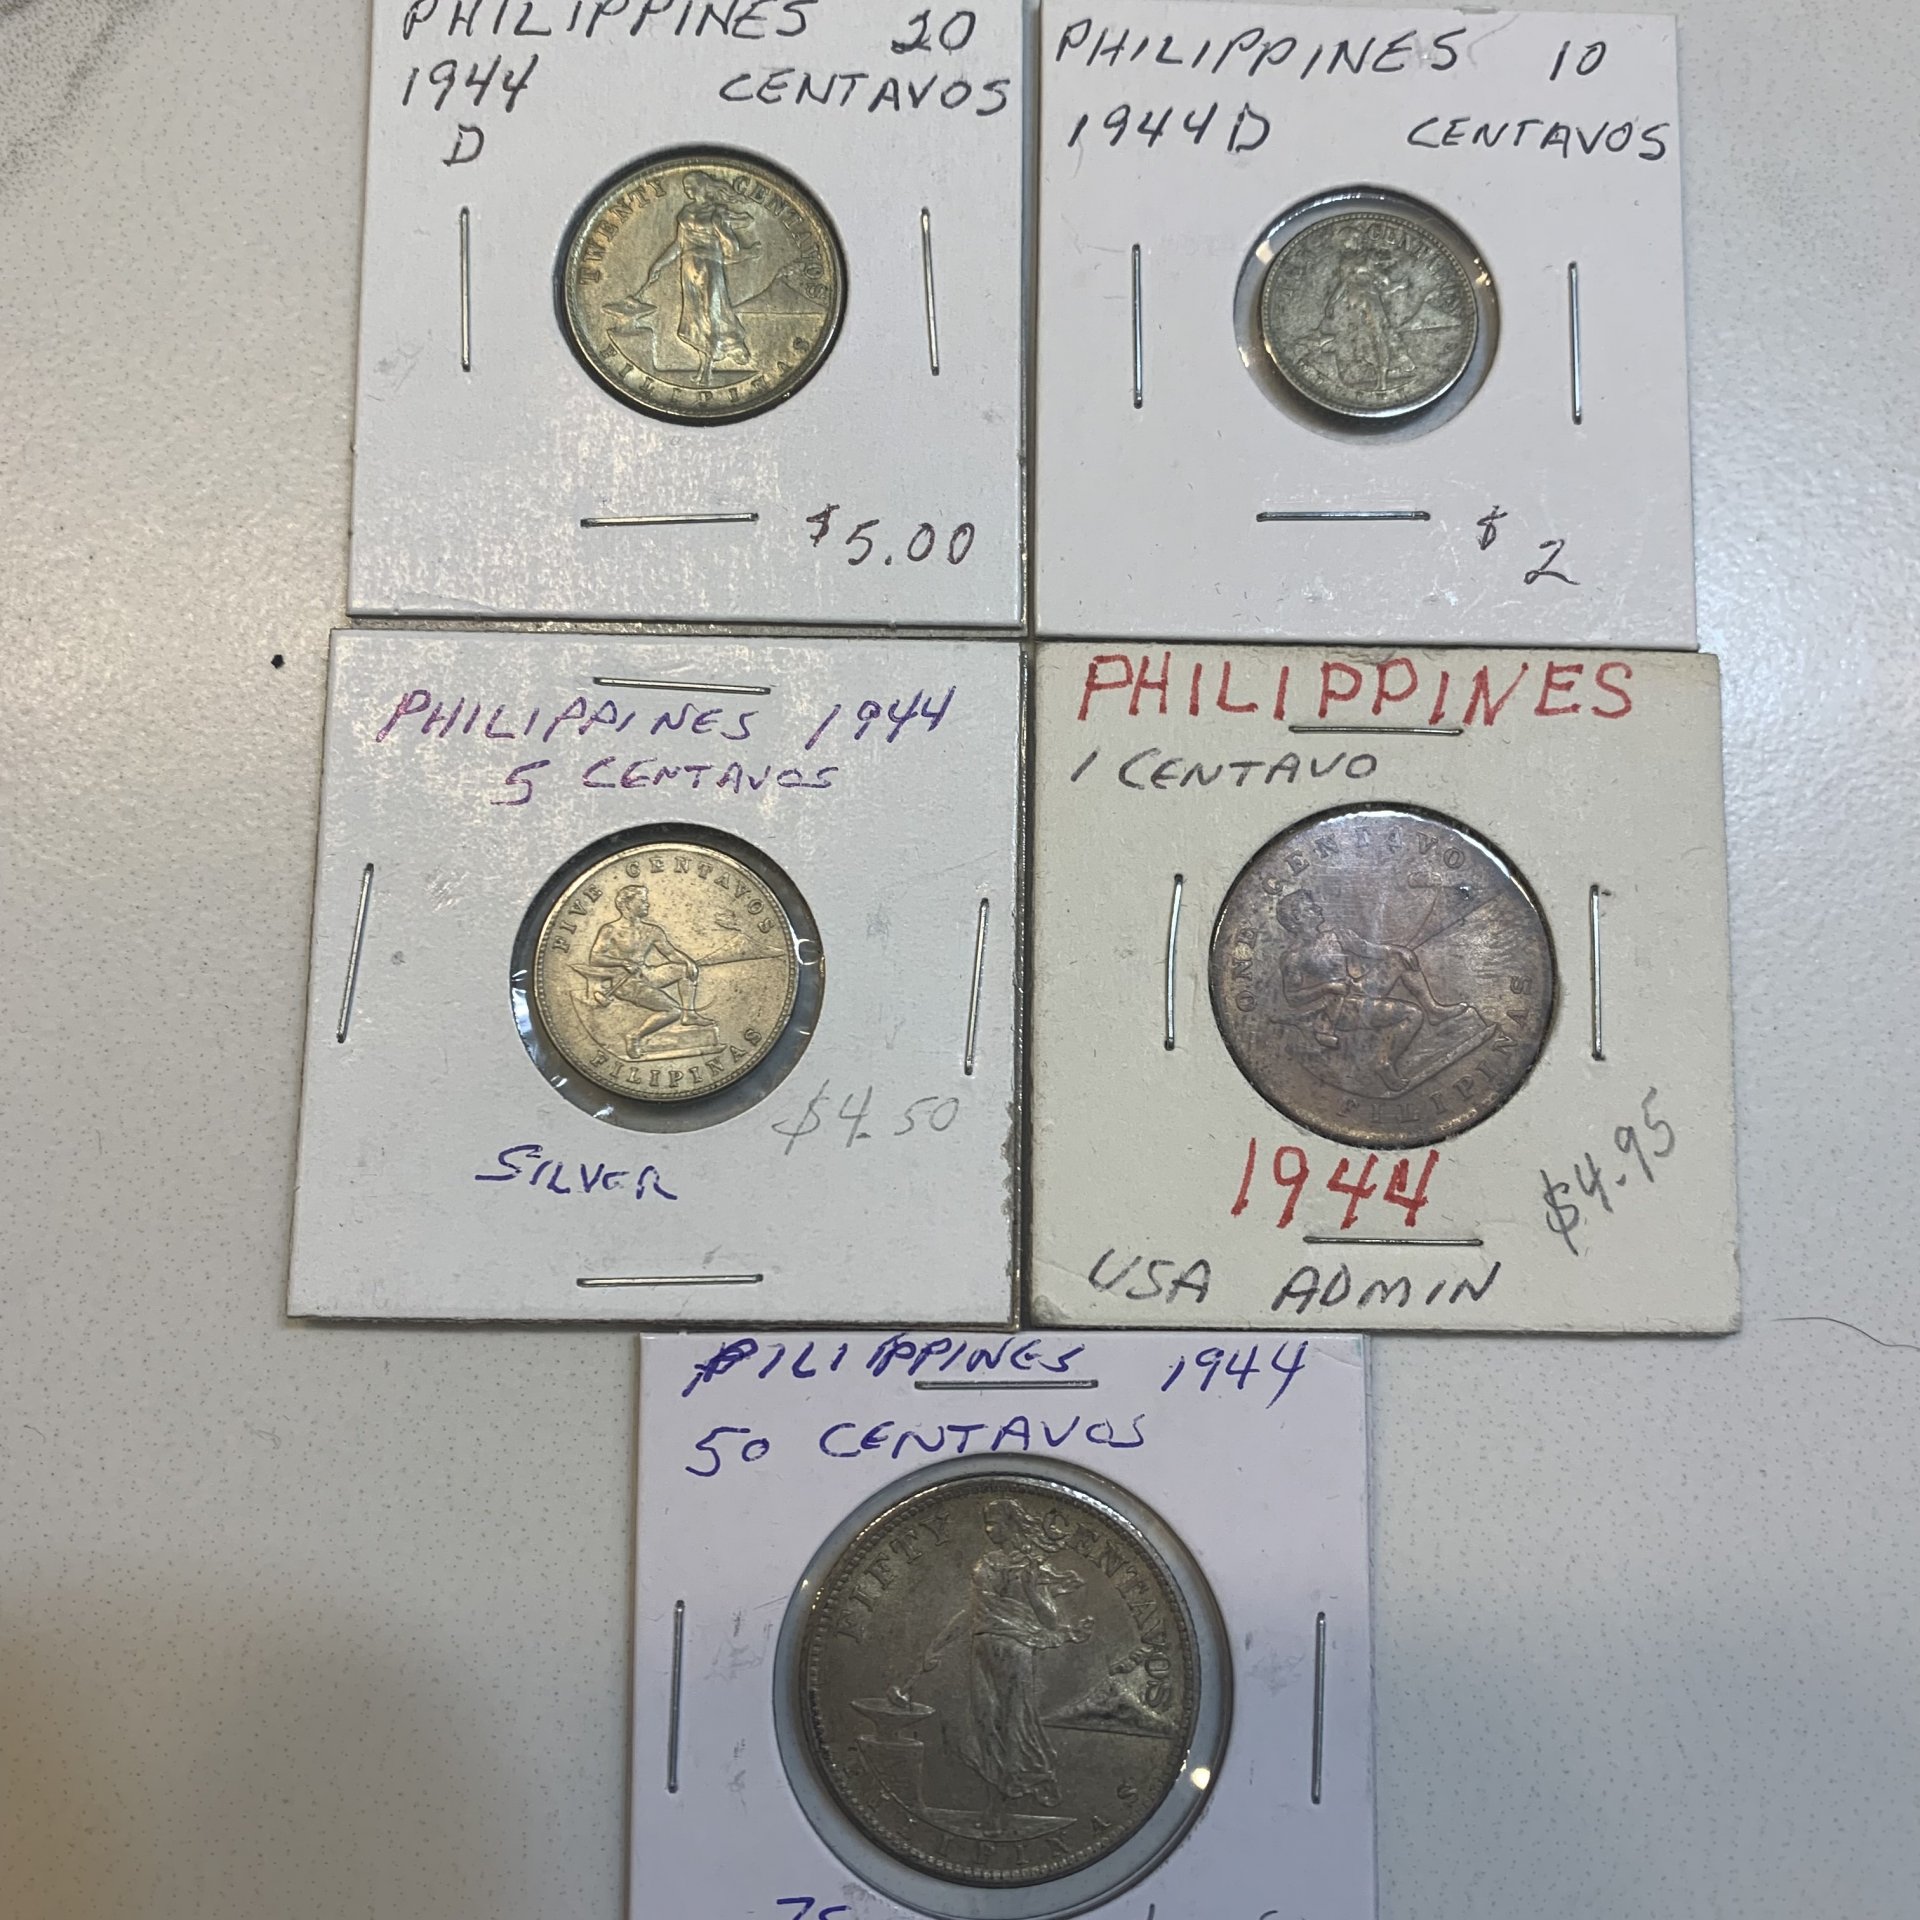 PHILIPPINES 20
1944 CENTAVOS
D
TWENTY CENTAVOS
FILIPINAS
$5.00
PHILIPPINES 10
1944D CENTAVOS
$2
PHILIPPINES 1944
5 CENTAVOS
FIVE CENTAVOS
FILIPINAS
$4.50
SILVER
PHILIPPINES
1 CENTAVO
ONE CENTAVO
FILIPINAS
1944
$4.95
USA ADMIN
PILIPPINES 1944
50 CENTAVOS
FIFTY CENTAVOS
FILIPINAS